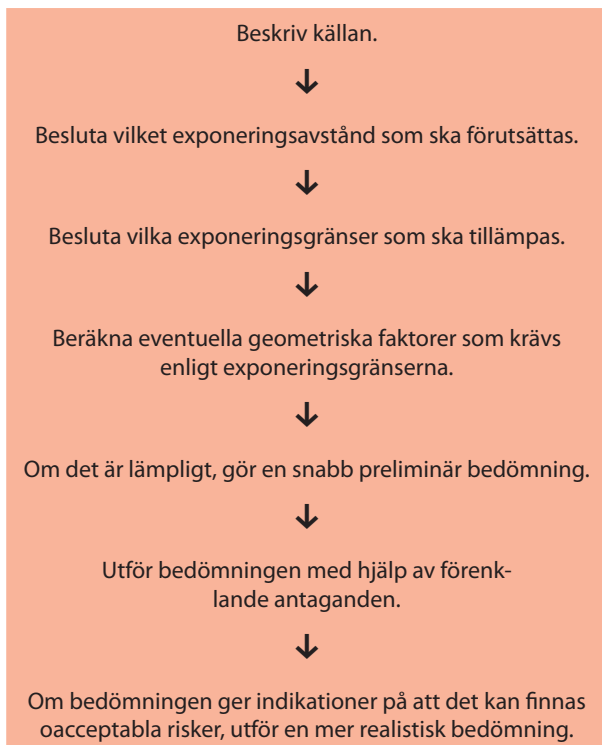 Beskriv källan.
Besluta vilket exponeringsavstånd som ska förutsättas.
Besluta vilka exponeringsgränser som ska tillämpas.
Beräkna eventuella geometriska faktorer som krävs
enligt exponeringsgränserna.
Om det är lämpligt, gör en snabb preliminär bedömning.
Utför bedömningen med hjälp av förenk-
lande antaganden.
Om bedömningen ger indikationer på att det kan finnas
oacceptabla risker, utför en mer realistisk bedömning.